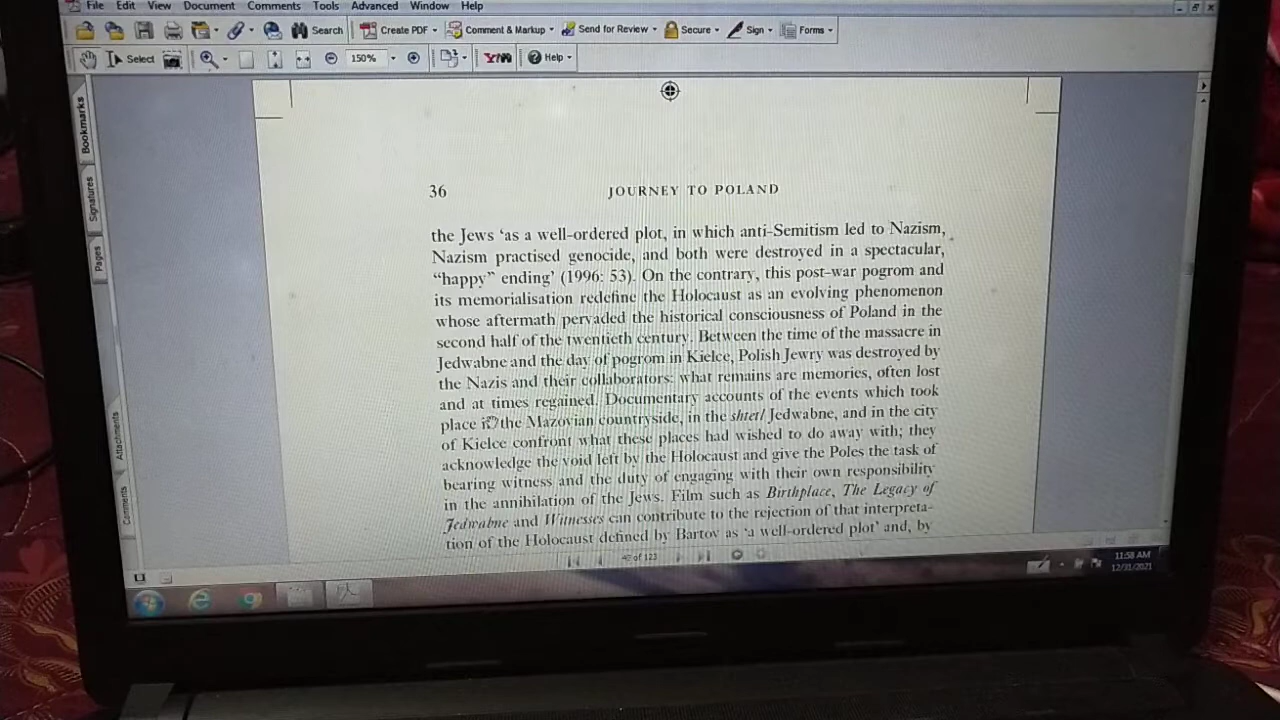 File Edit View Document Comments Tools Advanced Window Help
Search Create PDF Comment & Markup Send for Review Secure Sign Forms
Select 150% Help
Bookmarks
Signatures
Pages
Attachments
Comments
36 JOURNEY TO POLAND
the Jews ‘as a well-ordered plot, in which anti-Semitism led to Nazism,
Nazism practised genocide, and both were destroyed in a spectacular,
“happy” ending’ (1996: 53). On the contrary, this post-war pogrom and
its memorialisation redefine the Holocaust as an evolving phenomenon
whose aftermath pervaded the historical consciousness of Poland in the
second half of the twentieth century. Between the time of the massacre in
Jedwabne and the day of pogrom in Kielce, Polish Jewry was destroyed by
the Nazis and their collaborators: what remains are memories, often lost
and at times regained. Documentary accounts of the events which took
place in the Mazovian countryside, in the shtetl Jedwabne, and in the city
of Kielce confront what these places had wished to do away with; they
acknowledge the void left by the Holocaust and give the Poles the task of
bearing witness and the duty of engaging with their own responsibility
in the annihilation of the Jews. Film such as Birthplace, The Legacy of
Jedwabne and Witnesses can contribute to the rejection of that interpreta-
tion of the Holocaust defined by Bartov as ‘a well-ordered plot’ and, by
47 of 123
11:58 AM
12/31/2021